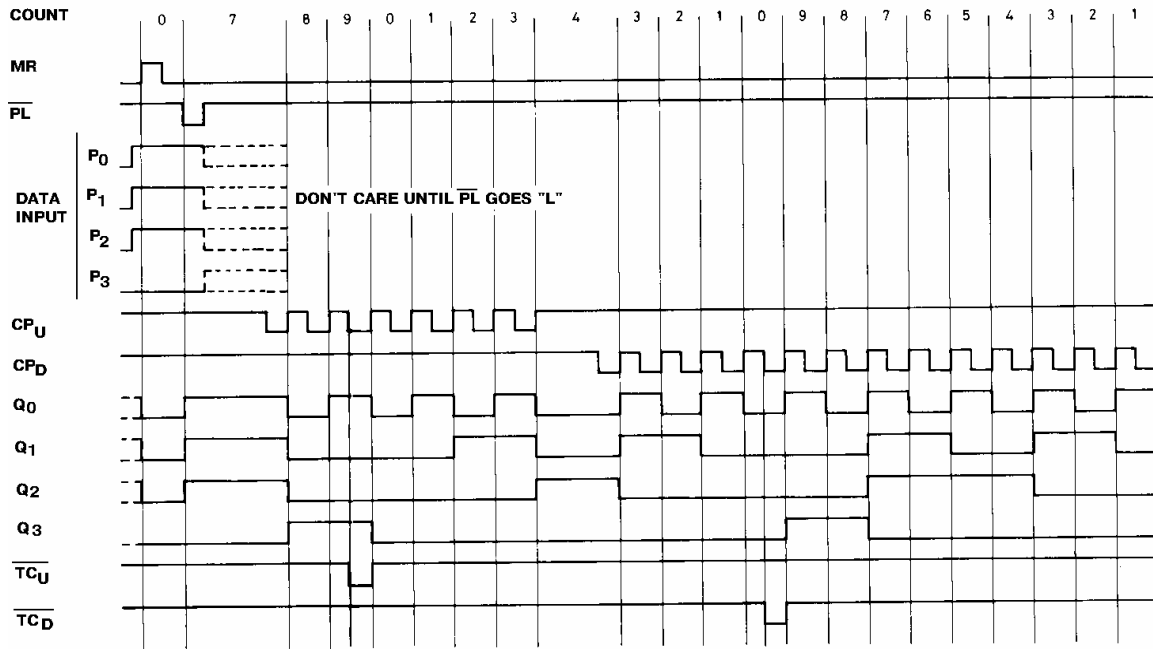 COUNT 0 7 8 9 0 1 2 3 4 3 2 1 0 9 8 7 6 5 4 3 2 1
MR
PL
P0
P1
DATA INPUT
DON'T CARE UNTIL PL GOES "L"
P2
P3
CPU
CPD
Q0
Q1
Q2
Q3
TCU
TCD